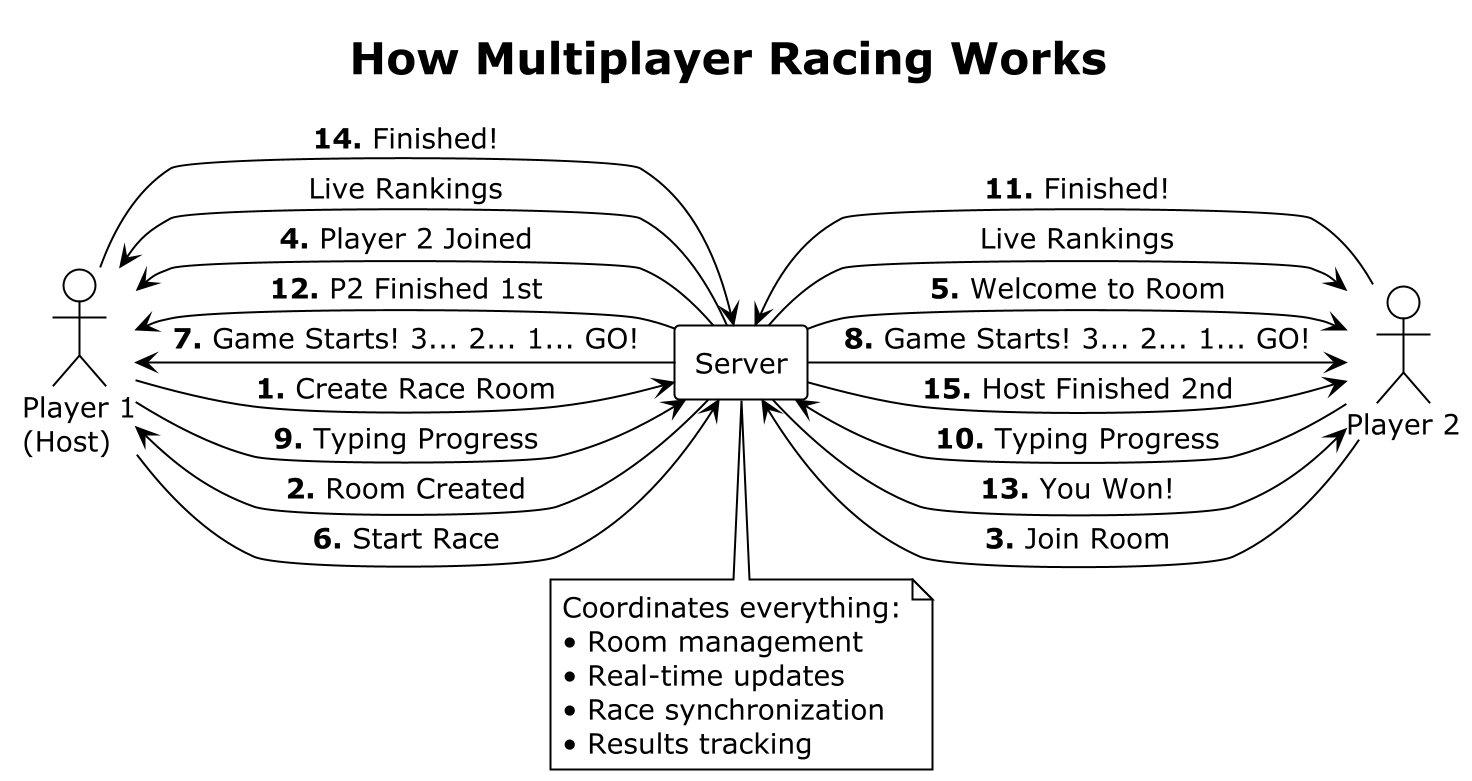 How Multiplayer Racing Works
14. Finished!
Live Rankings
4. Player 2 Joined
12. P2 Finished 1st
7. Game Starts! 3... 2... 1... GO!
1. Create Race Room
9. Typing Progress
2. Room Created
6. Start Race
Player 1
(Host)
Server
11. Finished!
Live Rankings
5. Welcome to Room
8. Game Starts! 3... 2... 1... GO!
15. Host Finished 2nd
10. Typing Progress
13. You Won!
3. Join Room
Player 2
Coordinates everything:
• Room management
• Real-time updates
• Race synchronization
• Results tracking